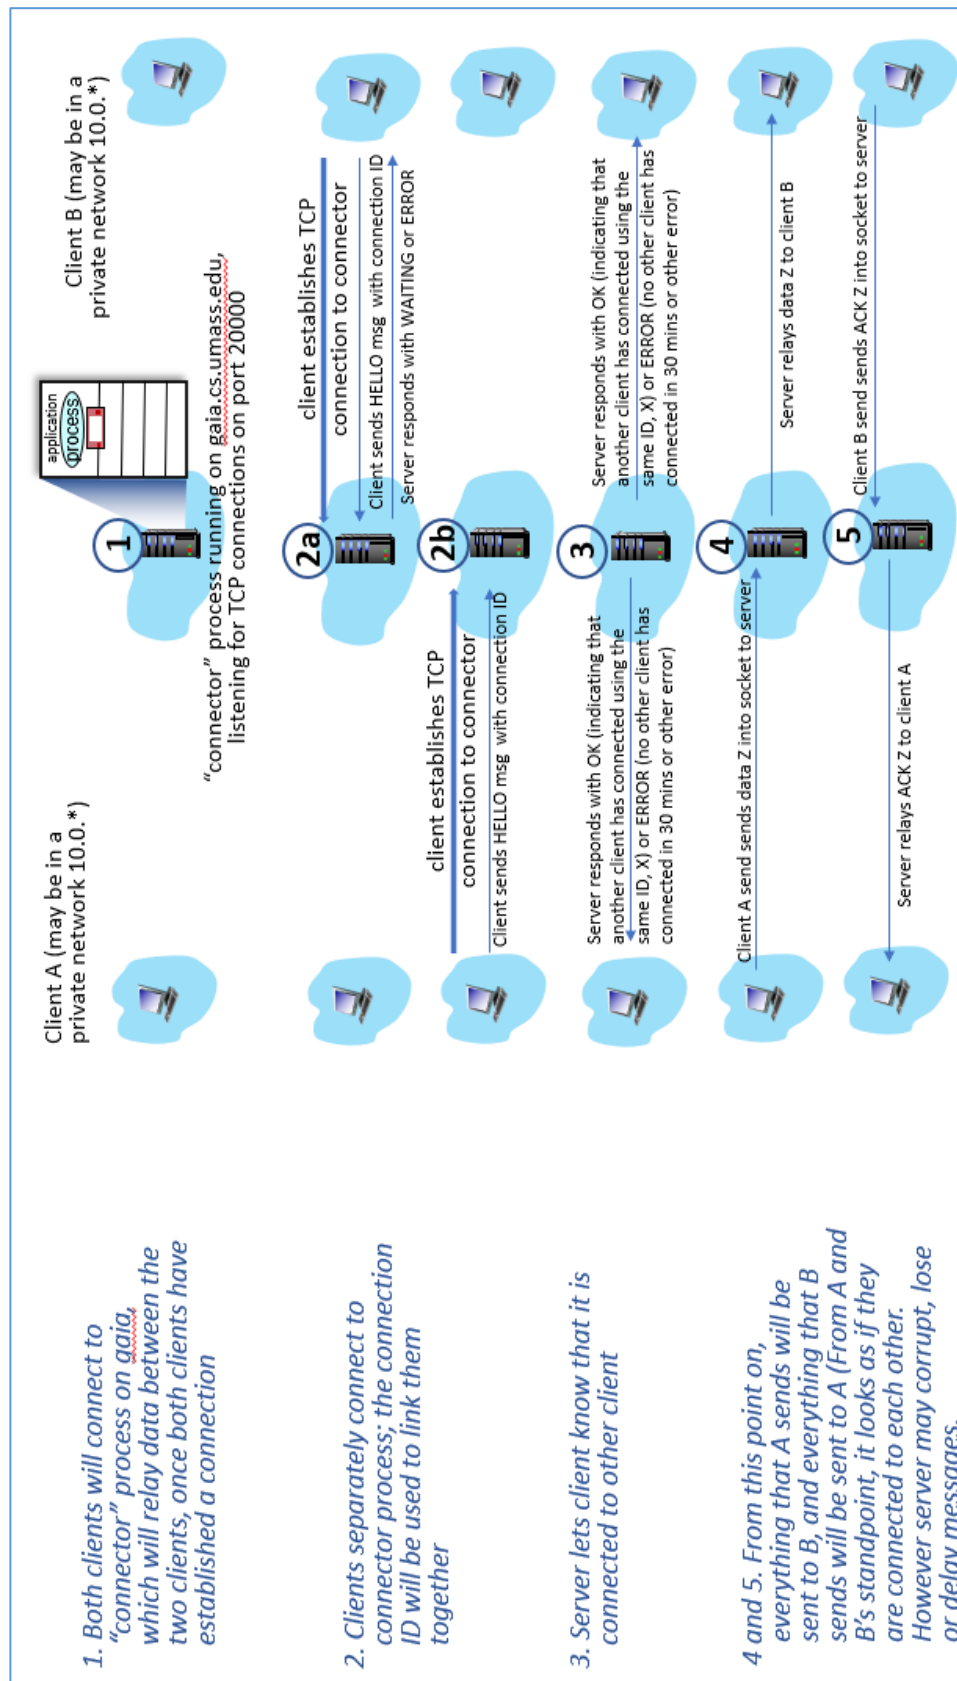 1. Both clients will connect to
“connector” process on gaia,
which will relay data between the
two clients, once both clients have
established a connection
2. Clients separately connect to
connector process; the connection
ID will be used to link them
together
3. Server lets client know that it is
connected to other client
4 and 5. From this point on,
everything that A sends will be
sent to B, and everything that B
sends will be sent to A (From A and
B’s standpoint, it looks as if they
are connected to each other.
However server may corrupt, lose
or delay messages.
Client A (may be in a
private network 10.0.*)
application
process
Client B (may be in a
private network 10.0.*)
1
“connector” process running on gaia.cs.umass.edu,
listening for TCP connections on port 20000
2a
client establishes TCP
connection to connector
Client sends HELLO msg with connection ID
Server responds with WAITING or ERROR
2b
client establishes TCP
connection to connector
Client sends HELLO msg with connection ID
3
Server responds with OK (indicating that
another client has connected using the
same ID, X) or ERROR (no other client has
connected in 30 mins or other error)
Server responds with OK (indicating that
another client has connected using the
same ID, X) or ERROR (no other client has
connected in 30 mins or other error)
4
Client A send sends data Z into socket to server
Server relays data Z to client B
5
Client B send sends ACK Z into socket to server
Server relays ACK Z to client A